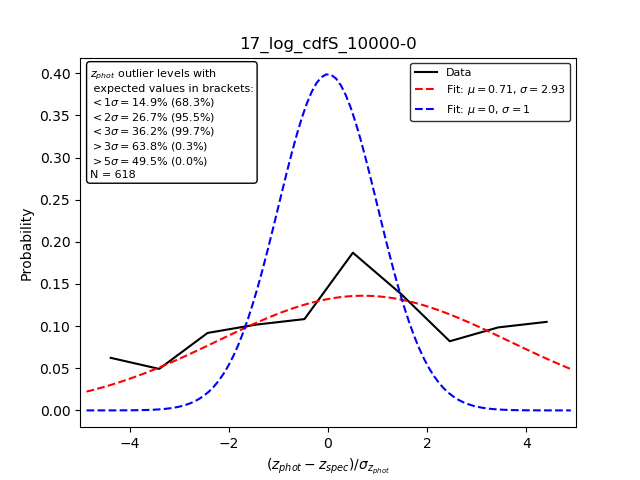 17_log_cdfS_10000-0
z_phot outlier levels with
expected values in brackets:
<1σ = 14.9% (68.3%)
<2σ = 26.7% (95.5%)
<3σ = 36.2% (99.7%)
>3σ = 63.8% (0.3%)
>5σ = 49.5% (0.0%)
N = 618
Data
Fit: μ = 0.71, σ = 2.93
Fit: μ = 0, σ = 1
Probability
0.40
0.35
0.30
0.25
0.20
0.15
0.10
0.05
0.00
−4
−2
0
2
4
(z_phot − z_spec)/σ_z_phot